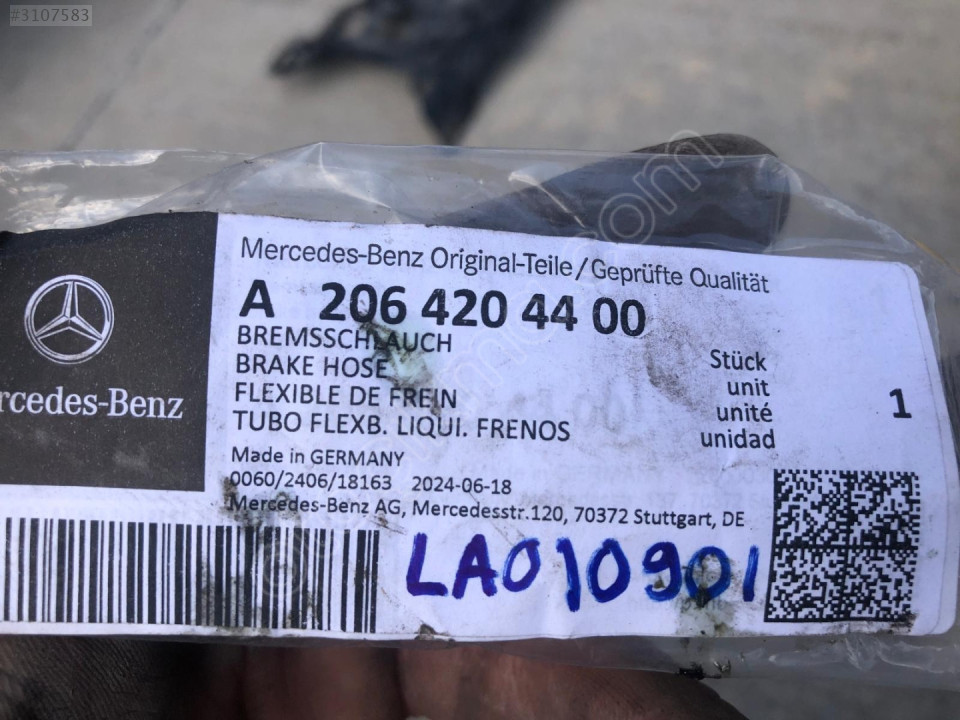 #3107583
Mercedes-Benz Original-Teile/Geprüfte Qualität
A 206 420 44 00
BREMSSCHLAUCH
BRAKE HOSE
FLEXIBLE DE FREIN
TUBO FLEXB. LIQUI. FRENOS
Stück
unit
unité
unidad
1
rcedes-Benz
Made in GERMANY
0060/2406/18163 2024-06-18
Mercedes-Benz AG, Mercedesstr.120, 70372 Stuttgart, DE
LA010901